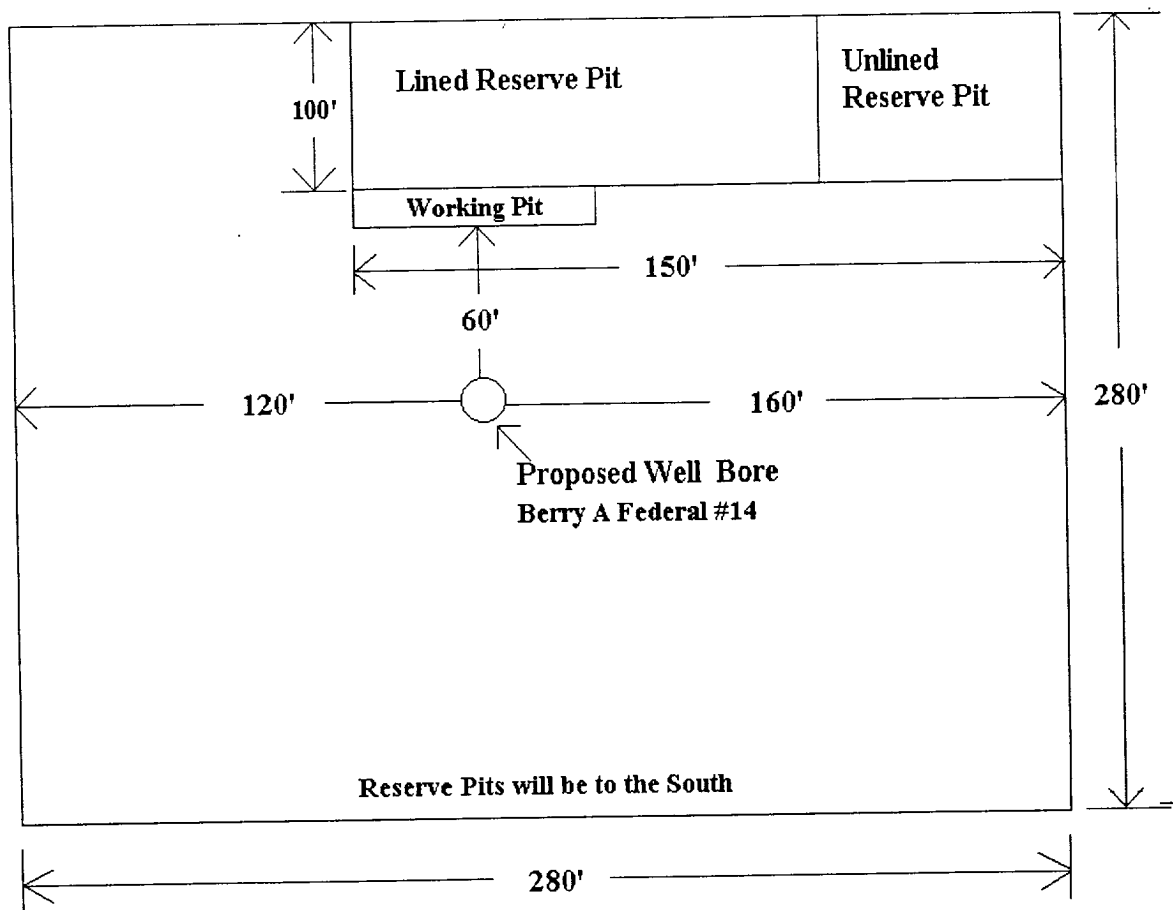 Lined Reserve Pit
Unlined
Reserve Pit
100'
Working Pit
150'
60'
120'
160'
280'
Proposed Well Bore
Berry A Federal #14
Reserve Pits will be to the South
280'